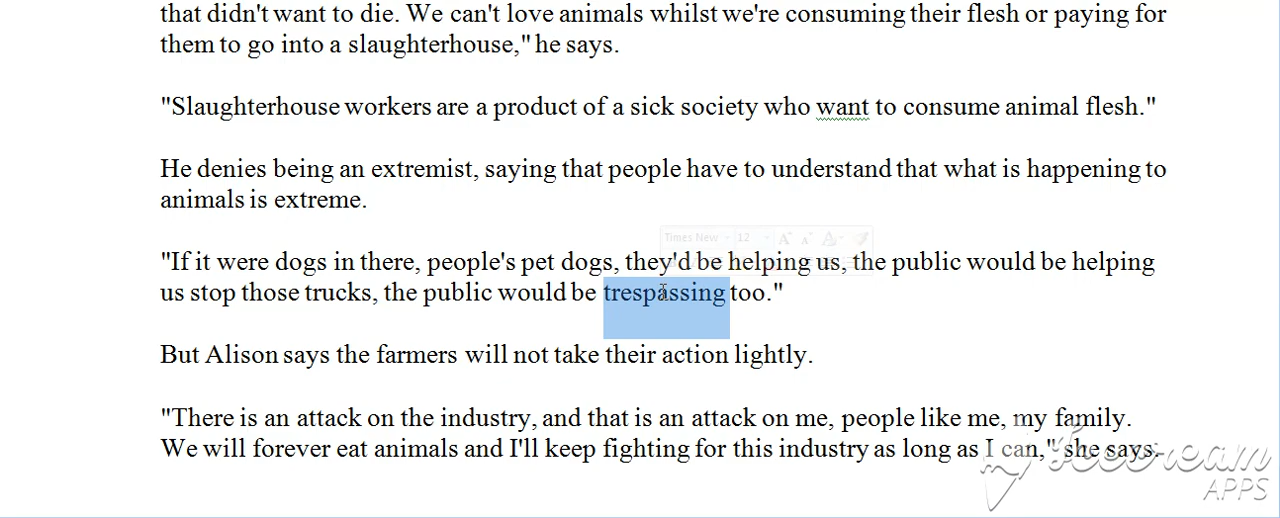 that didn't want to die. We can't love animals whilst we're consuming their flesh or paying for
them to go into a slaughterhouse," he says.
"Slaughterhouse workers are a product of a sick society who want to consume animal flesh."
He denies being an extremist, saying that people have to understand that what is happening to
animals is extreme.
Times New 12
"If it were dogs in there, people's pet dogs, they'd be helping us, the public would be helping
us stop those trucks, the public would be trespassing too."
But Alison says the farmers will not take their action lightly.
"There is an attack on the industry, and that is an attack on me, people like me, my family.
We will forever eat animals and I'll keep fighting for this industry as long as I can," she says.
Icecream
APPS